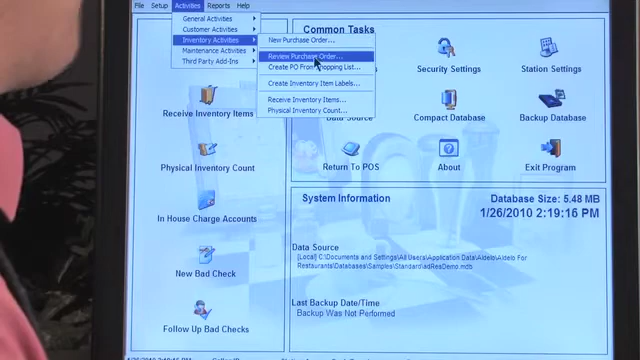 File Setup Activities Reports Help
General Activities
Customer Activities
Inventory Activities
Maintenance Activities
Third Party Add-Ins
New Purchase Order...
Review Purchase Order...
Create PO From Shopping List...
Create Inventory Item Labels...
Receive Inventory Items...
Physical Inventory Count...
Common Tasks
Security Settings
Station Settings
Data Source
Compact Database
Backup Database
Return To POS
About
Exit Program
Receive Inventory Items
Physical Inventory Count
In House Charge Accounts
New Bad Check
Follow Up Bad Checks
System Information
Database Size: 5.48 MB
1/26/2010 2:19:16 PM
Data Source
[Local] C:\Documents and Settings\All Users\Application Data\Aldelo\Aldelo For
Restaurants\Databases\Samples\Standard\adResDemo.mdb
Last Backup Date/Time
Backup Was Not Performed